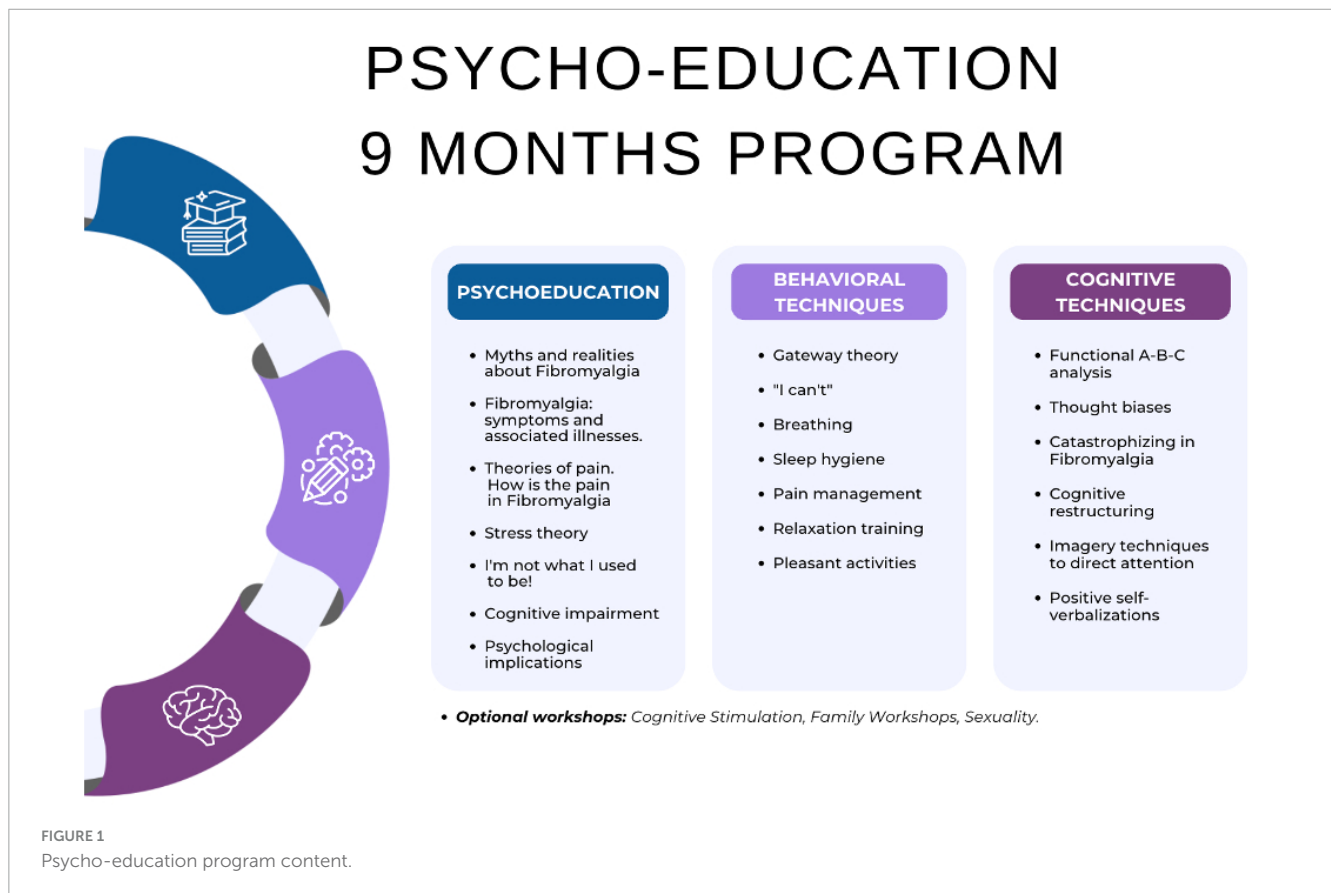 PSYCHO-EDUCATION
9 MONTHS PROGRAM
PSYCHOEDUCATION
• Myths and realities
about Fibromyalgia
• Fibromyalgia:
symptoms and
associated illnesses.
• Theories of pain.
How is the pain
in Fibromyalgia
• Stress theory
• I'm not what I used
to be!
• Cognitive impairment
• Psychological
implications
BEHAVIORAL
TECHNIQUES
• Gateway theory
• "I can't"
• Breathing
• Sleep hygiene
• Pain management
• Relaxation training
• Pleasant activities
COGNITIVE
TECHNIQUES
• Functional A-B-C
analysis
• Thought biases
• Catastrophizing in
Fibromyalgia
• Cognitive
restructuring
• Imagery techniques
to direct attention
• Positive self-
verbalizations
• Optional workshops: Cognitive Stimulation, Family Workshops, Sexuality.
FIGURE 1
Psycho-education program content.